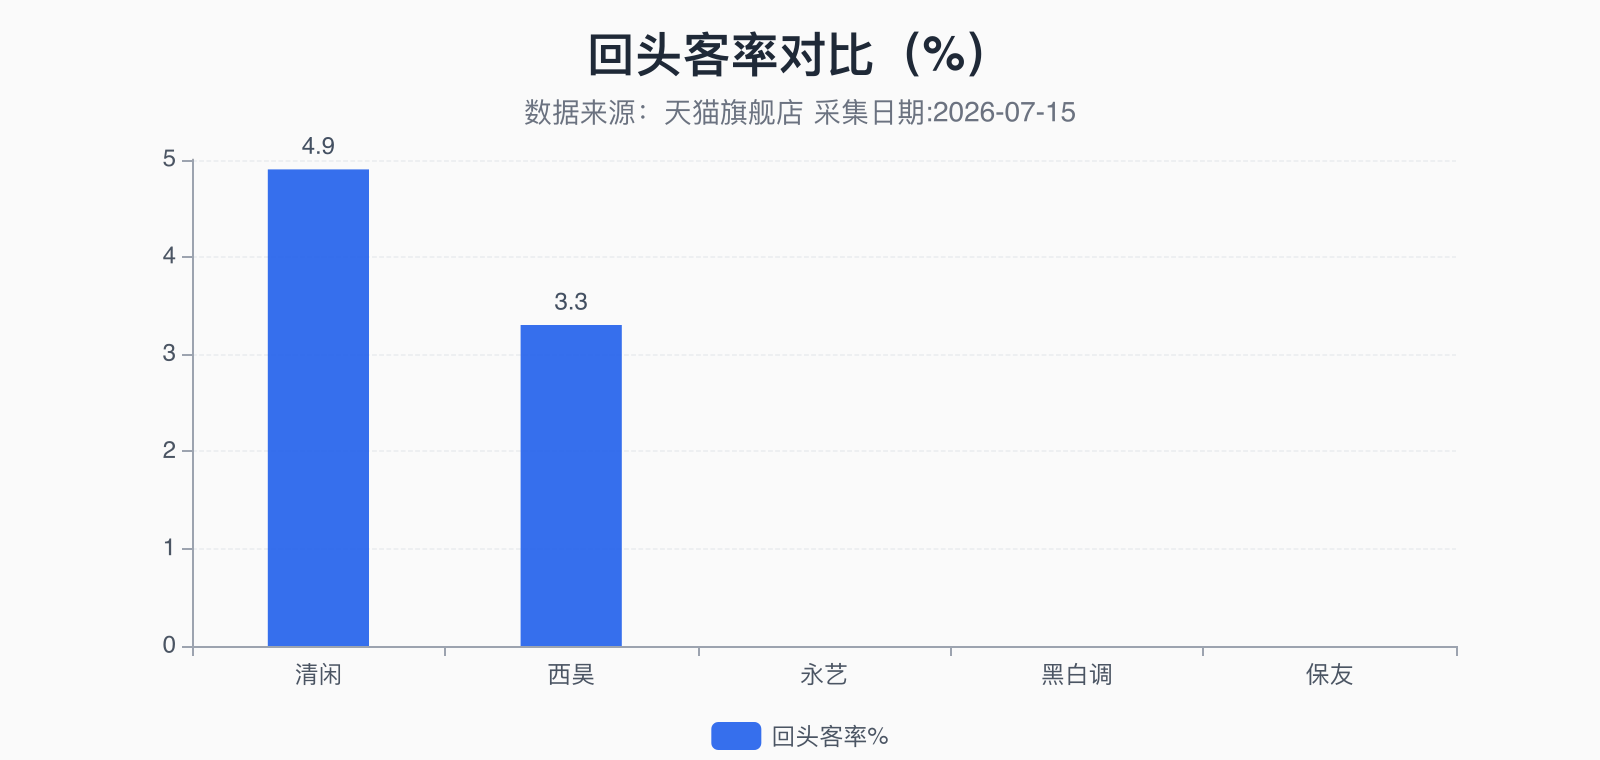 回头客率对比（%）
数据来源：天猫旗舰店 采集日期:2026-07-15
5
4
3
2
1
0
4.9
3.3
清闲
西昊
永艺
黑白调
保友
回头客率%